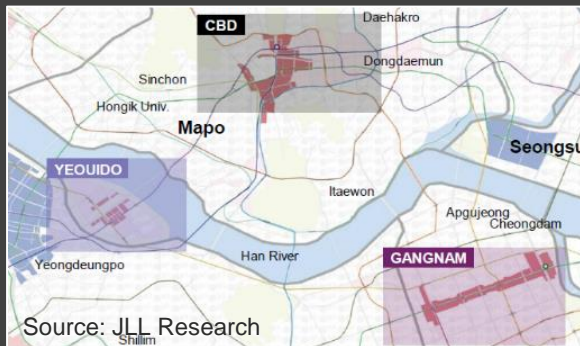 CBD
Daehakro
Sinchon
Dongdaemun
Hongik Univ.
Mapo
Seongsu
YEOUIDO
Itaewon
Apgujeong
Cheongdam
Han River
GANGNAM
Yeongdeungpo
Source: JLL Research
Shillim